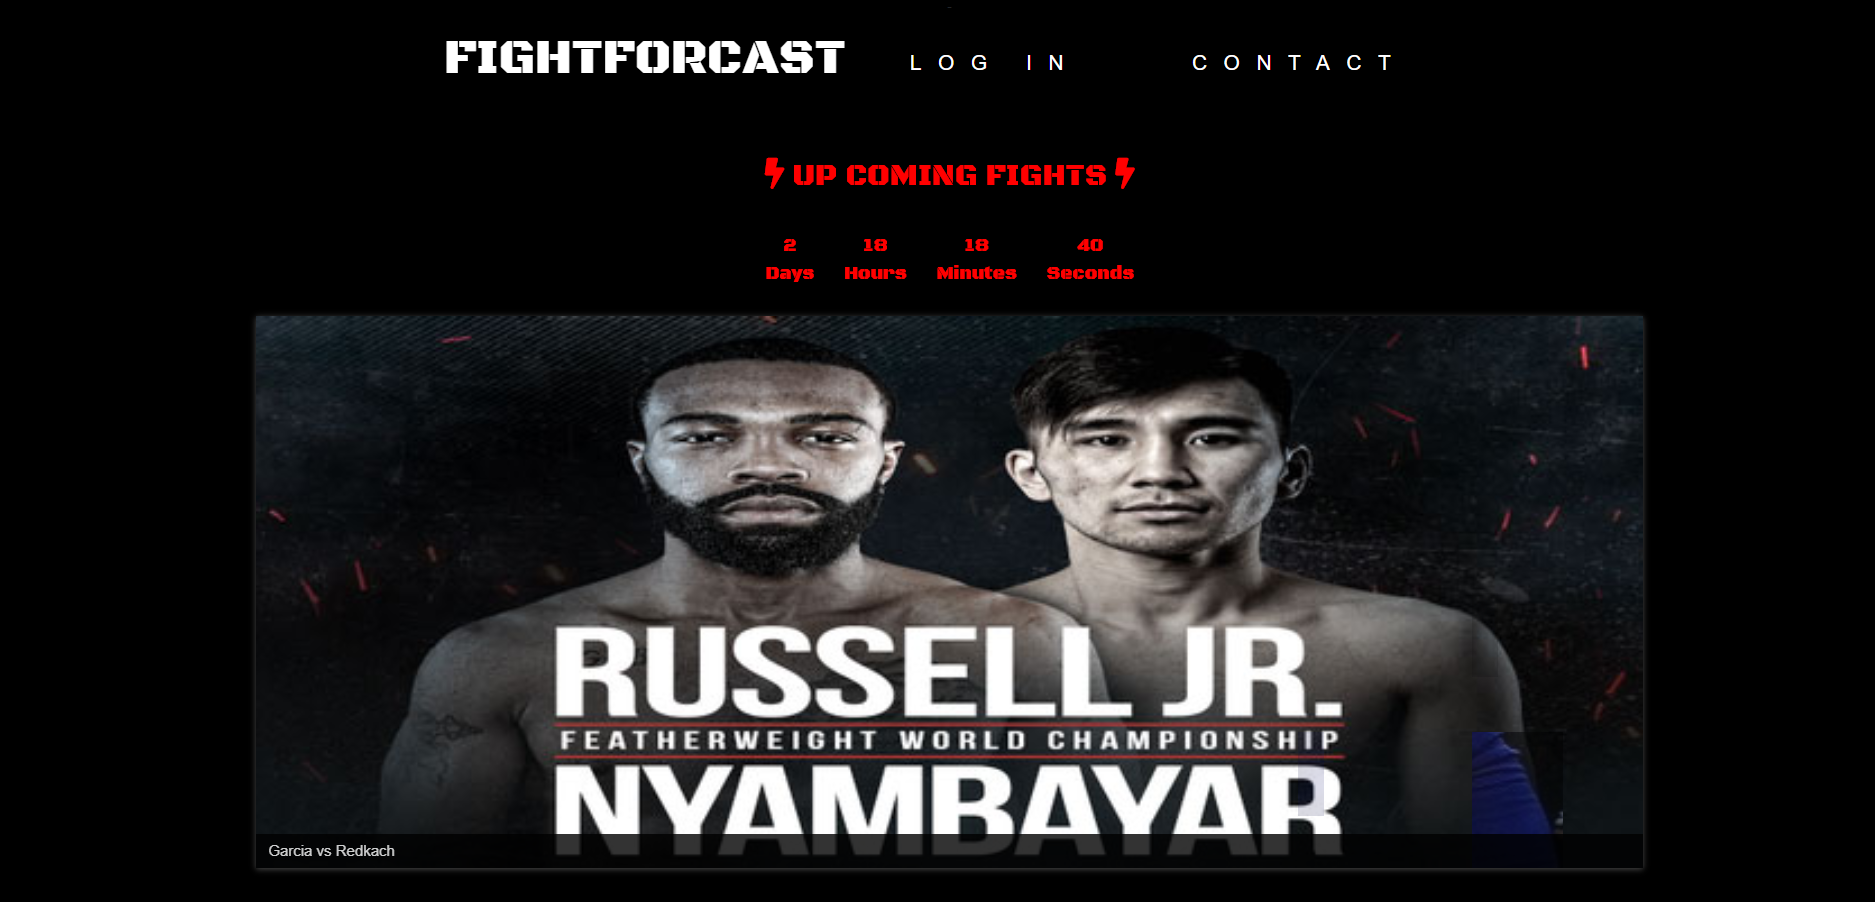 FIGHTFORCAST LOG IN CONTACT
UP COMING FIGHTS
2 18 18 40
Days Hours Minutes Seconds
RUSSELL JR.
FEATHERWEIGHT WORLD CHAMPIONSHIP
NYAMBAYAR
Garcia vs Redkach